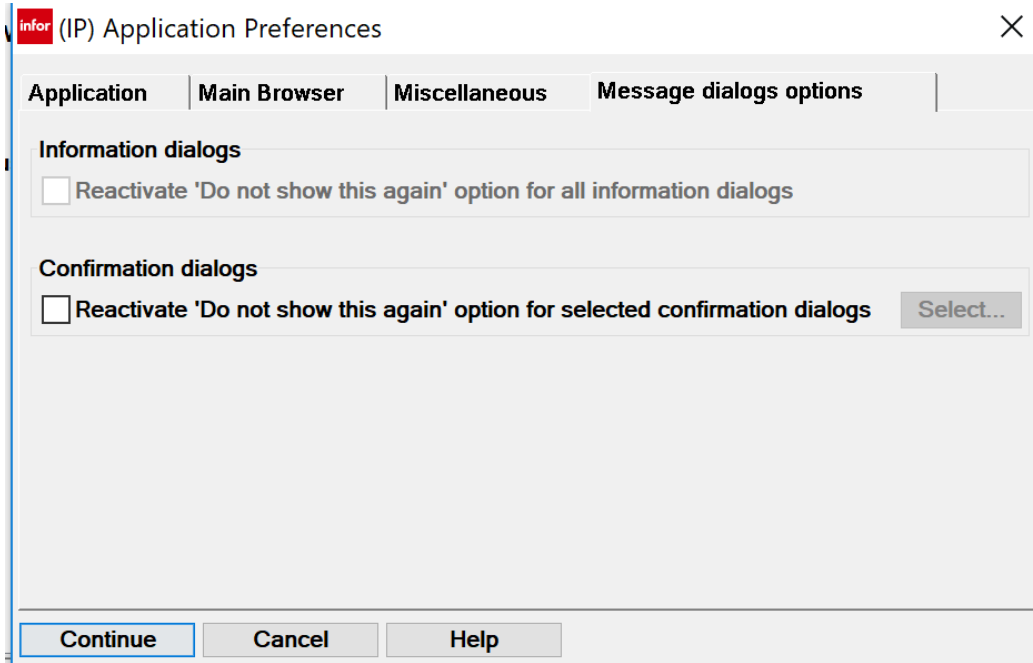 infor (IP) Application Preferences
Application Main Browser Miscellaneous Message dialogs options
Information dialogs
Reactivate 'Do not show this again' option for all information dialogs
Confirmation dialogs
Reactivate 'Do not show this again' option for selected confirmation dialogs Select...
Continue Cancel Help